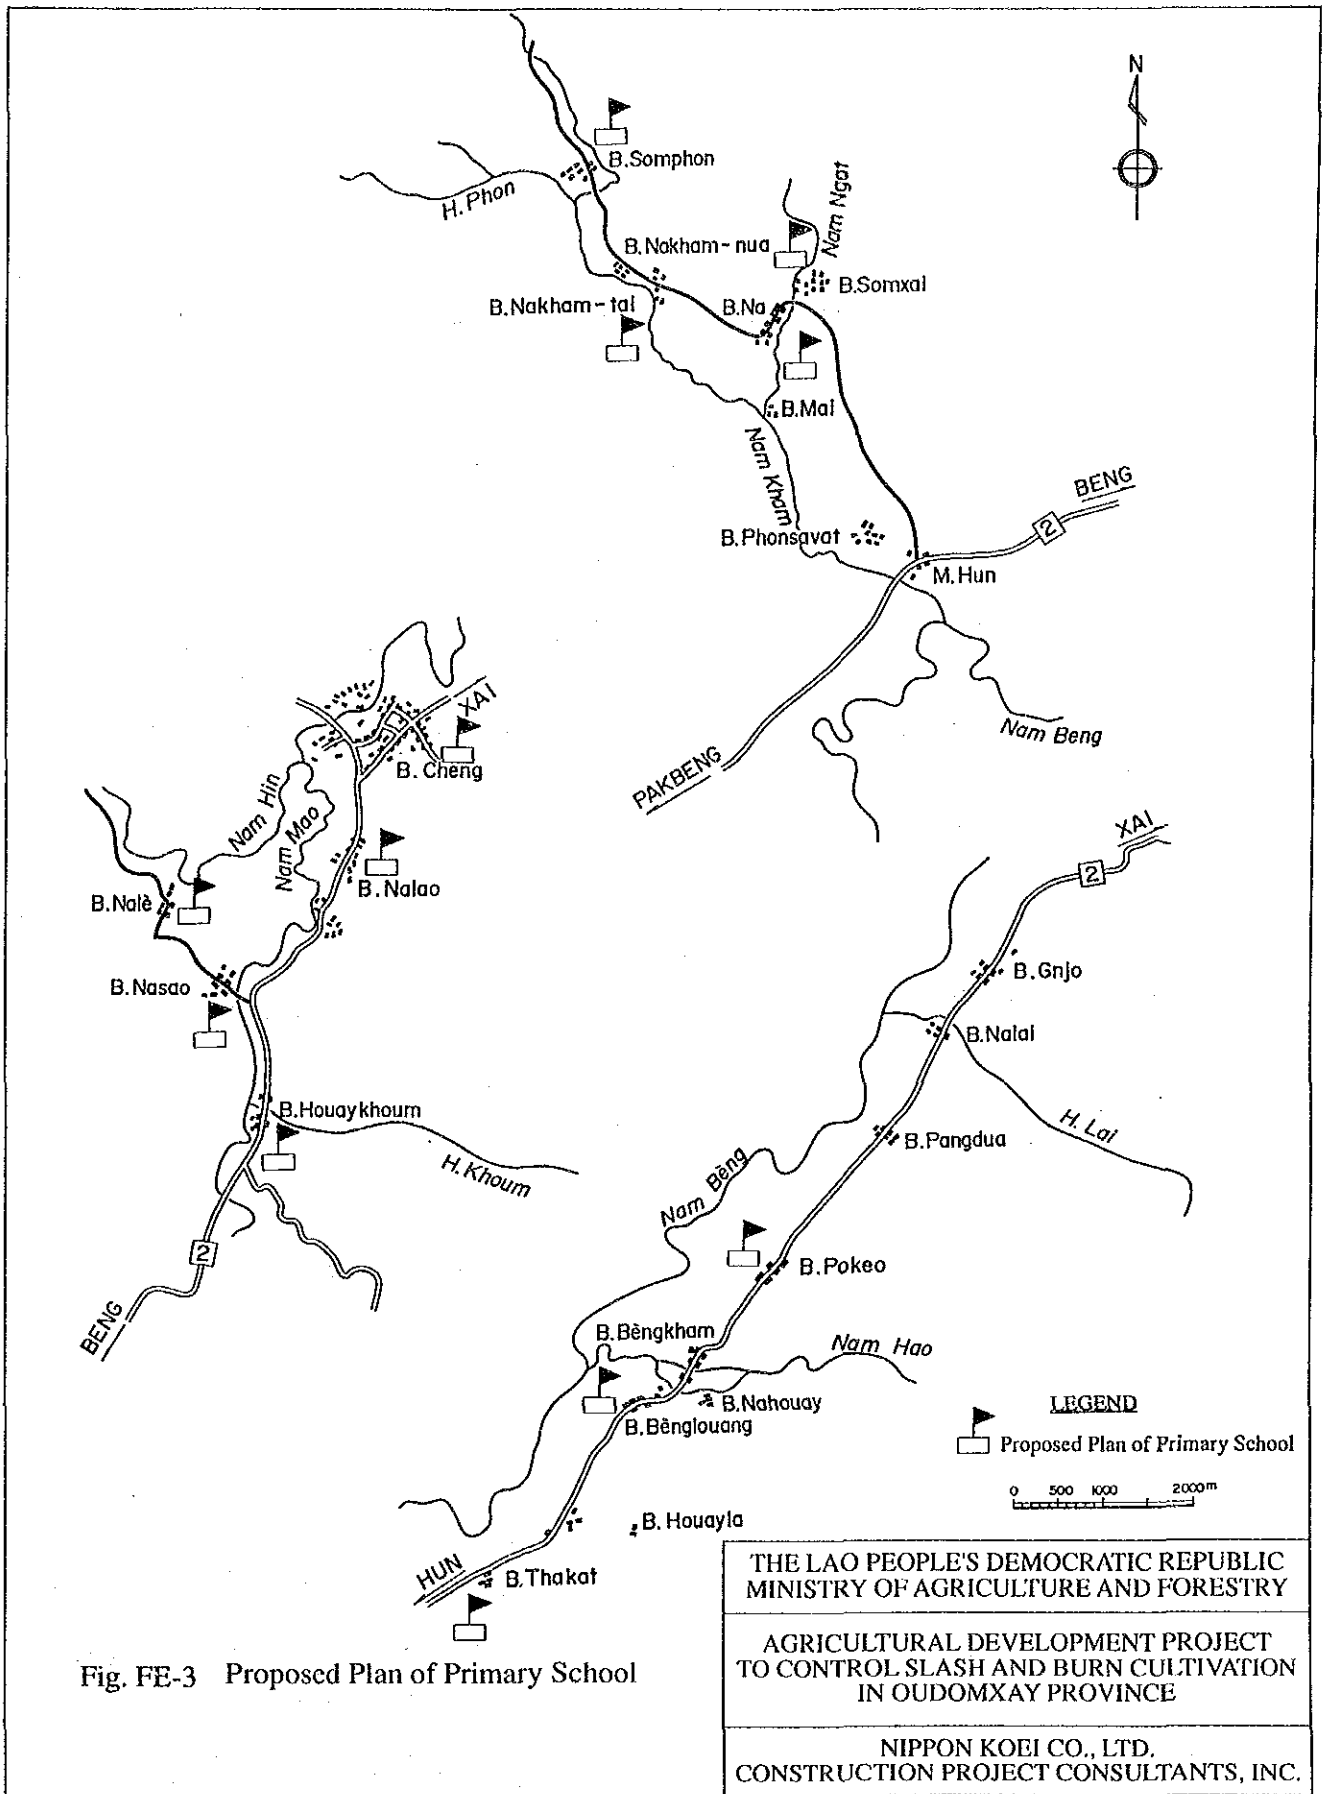 N
B.Somphon
H.Phon
Nam Ngat
B.Nakham-nua
B.Somxai
B.Nakham-tai
B.Na
B.Mai
Nam Kham
BENG
2
B.Phonsavat
M.Hun
Nam Beng
PAKBENG
XAI
B. Cheng
Nam Hin
Nam Mao
B. Nalao
B.Nalè
B.Nasao
B.Houaykhoum
H.Khoum
2
BENG
XAI
2
B.Gnjo
B.Nalai
H. Lai
B.Pangdua
Nam Bèng
B.Pokeo
B.Bèngkham
Nam Hao
B.Nahouay
B.Bènglouang
B. Houayla
HUN
B.Thakat
LEGEND
Proposed Plan of Primary School
0 500 1000 2000m
Fig. FE-3 Proposed Plan of Primary School
THE LAO PEOPLE'S DEMOCRATIC REPUBLIC
MINISTRY OF AGRICULTURE AND FORESTRY
AGRICULTURAL DEVELOPMENT PROJECT
TO CONTROL SLASH AND BURN CULTIVATION
IN OUDOMXAY PROVINCE
NIPPON KOEI CO., LTD.
CONSTRUCTION PROJECT CONSULTANTS, INC.